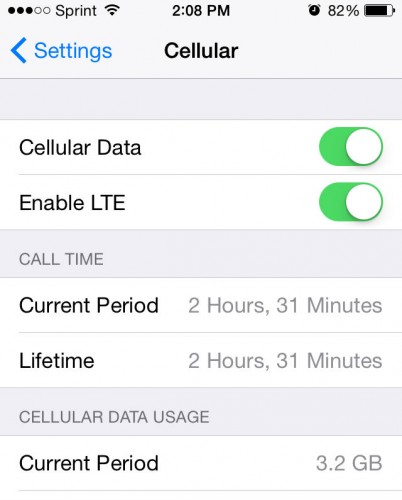 Sprint 2:08 PM 82%
Settings Cellular
Cellular Data
Enable LTE
CALL TIME
Current Period 2 Hours, 31 Minutes
Lifetime 2 Hours, 31 Minutes
CELLULAR DATA USAGE
Current Period 3.2 GB